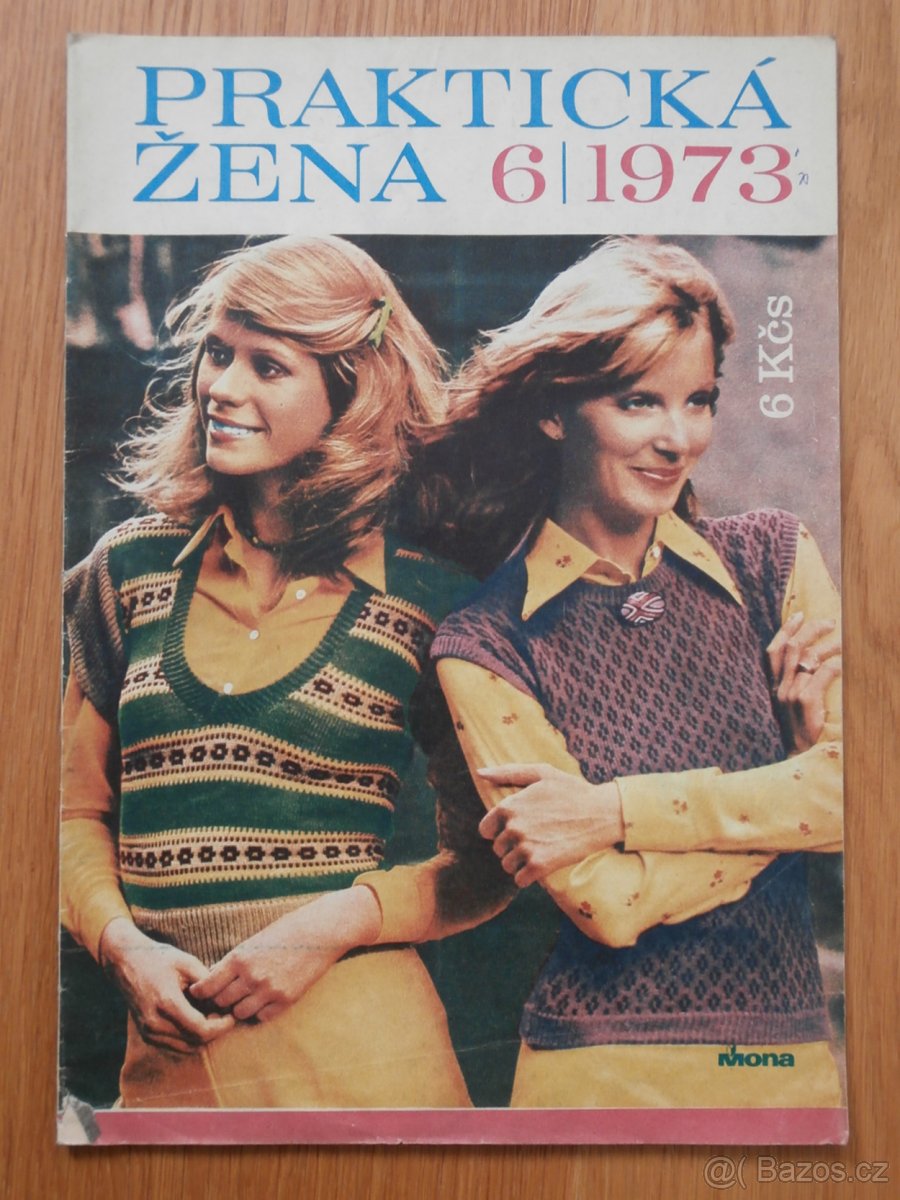 PRAKTICKÁ
ŽENA 6|1973
6 Kčs
Mona
@( Bazos.cz